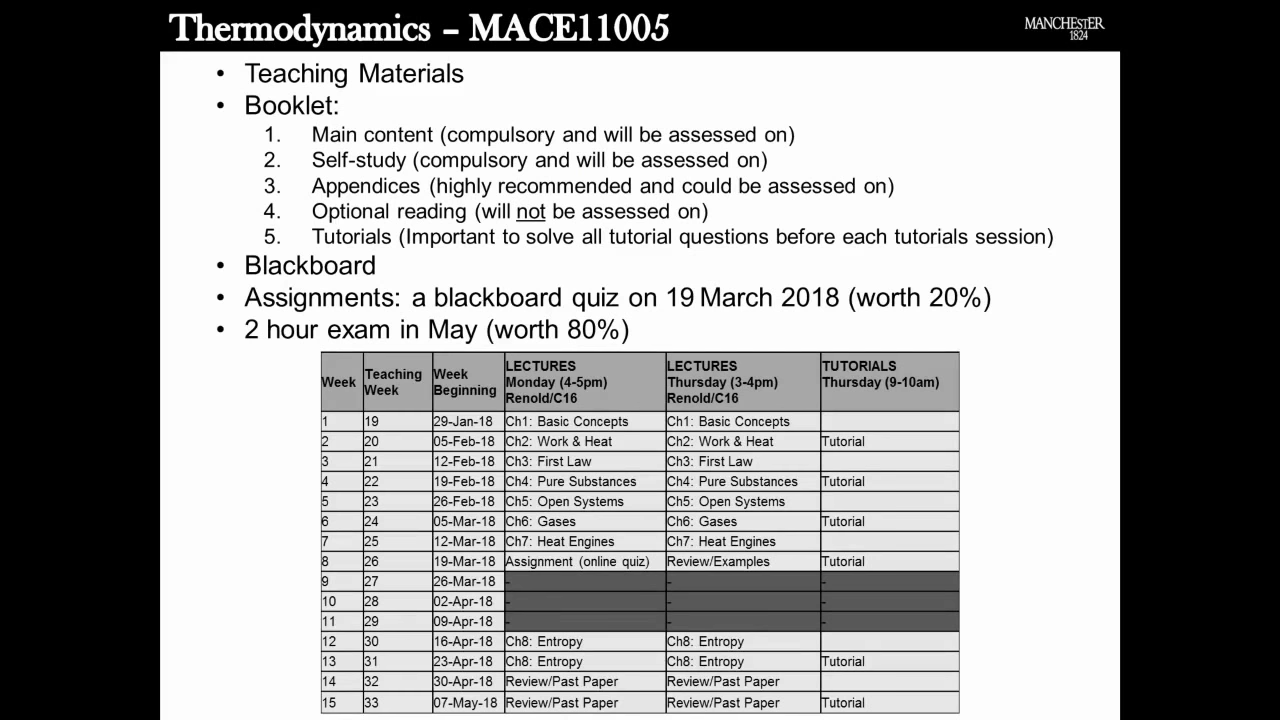 Thermodynamics – MACE11005
MANCHESTER
1824
• Teaching Materials
• Booklet:
1. Main content (compulsory and will be assessed on)
2. Self-study (compulsory and will be assessed on)
3. Appendices (highly recommended and could be assessed on)
4. Optional reading (will not be assessed on)
5. Tutorials (Important to solve all tutorial questions before each tutorials session)
• Blackboard
• Assignments: a blackboard quiz on 19 March 2018 (worth 20%)
• 2 hour exam in May (worth 80%)
Week | Teaching Week | Week Beginning | LECTURES Monday (4-5pm) Renold/C16 | LECTURES Thursday (3-4pm) Renold/C16 | TUTORIALS Thursday (9-10am)
1 | 19 | 29-Jan-18 | Ch1: Basic Concepts | Ch1: Basic Concepts |
2 | 20 | 05-Feb-18 | Ch2: Work & Heat | Ch2: Work & Heat | Tutorial
3 | 21 | 12-Feb-18 | Ch3: First Law | Ch3: First Law |
4 | 22 | 19-Feb-18 | Ch4: Pure Substances | Ch4: Pure Substances | Tutorial
5 | 23 | 26-Feb-18 | Ch5: Open Systems | Ch5: Open Systems |
6 | 24 | 05-Mar-18 | Ch6: Gases | Ch6: Gases | Tutorial
7 | 25 | 12-Mar-18 | Ch7: Heat Engines | Ch7: Heat Engines |
8 | 26 | 19-Mar-18 | Assignment (online quiz) | Review/Examples | Tutorial
9 | 27 | 26-Mar-18 | - | - | -
10 | 28 | 02-Apr-18 | - | - | -
11 | 29 | 09-Apr-18 | - | - | -
12 | 30 | 16-Apr-18 | Ch8: Entropy | Ch8: Entropy |
13 | 31 | 23-Apr-18 | Ch8: Entropy | Ch8: Entropy | Tutorial
14 | 32 | 30-Apr-18 | Review/Past Paper | Review/Past Paper |
15 | 33 | 07-May-18 | Review/Past Paper | Review/Past Paper | Tutorial